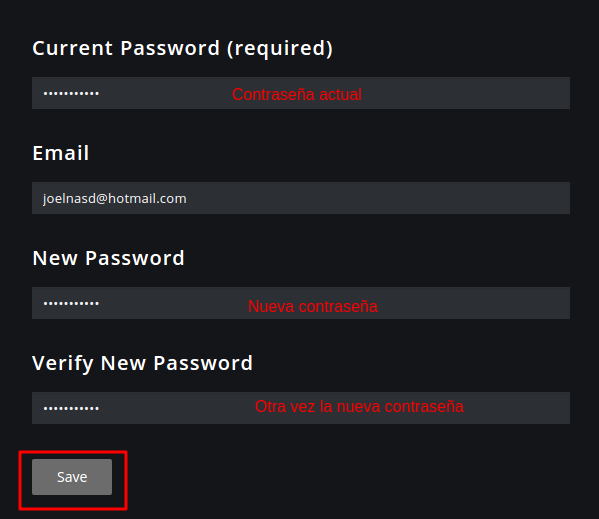 Current Password (required)
••••••••••• Contraseña actual
Email
joelnasd@hotmail.com
New Password
••••••••••• Nueva contraseña
Verify New Password
••••••••••• Otra vez la nueva contraseña
Save